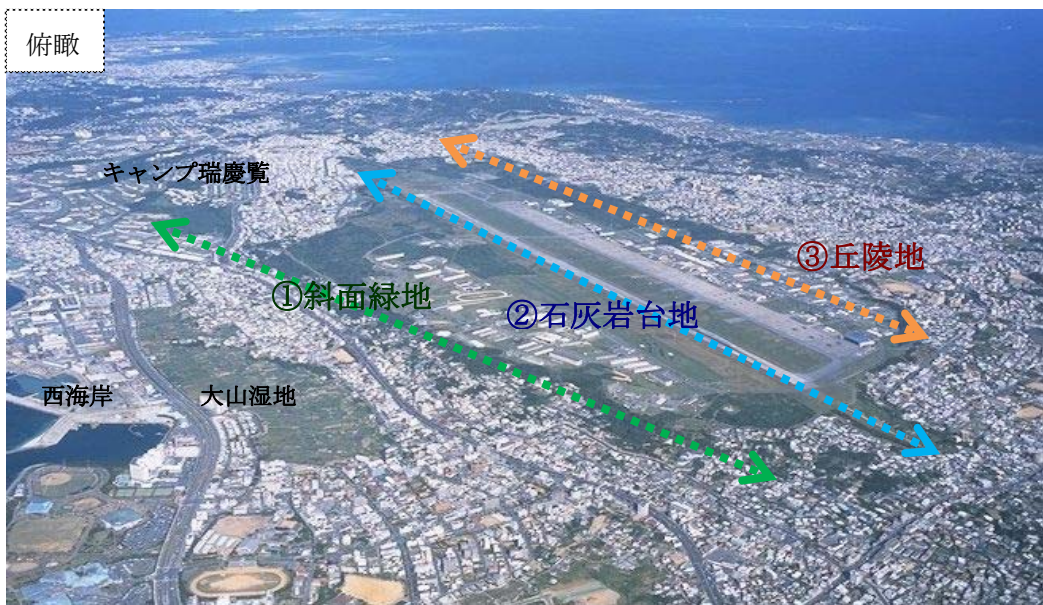 俯瞰
キャンプ瑞慶覧
③丘陵地
①斜面緑地
②石灰岩台地
西海岸
大山湿地